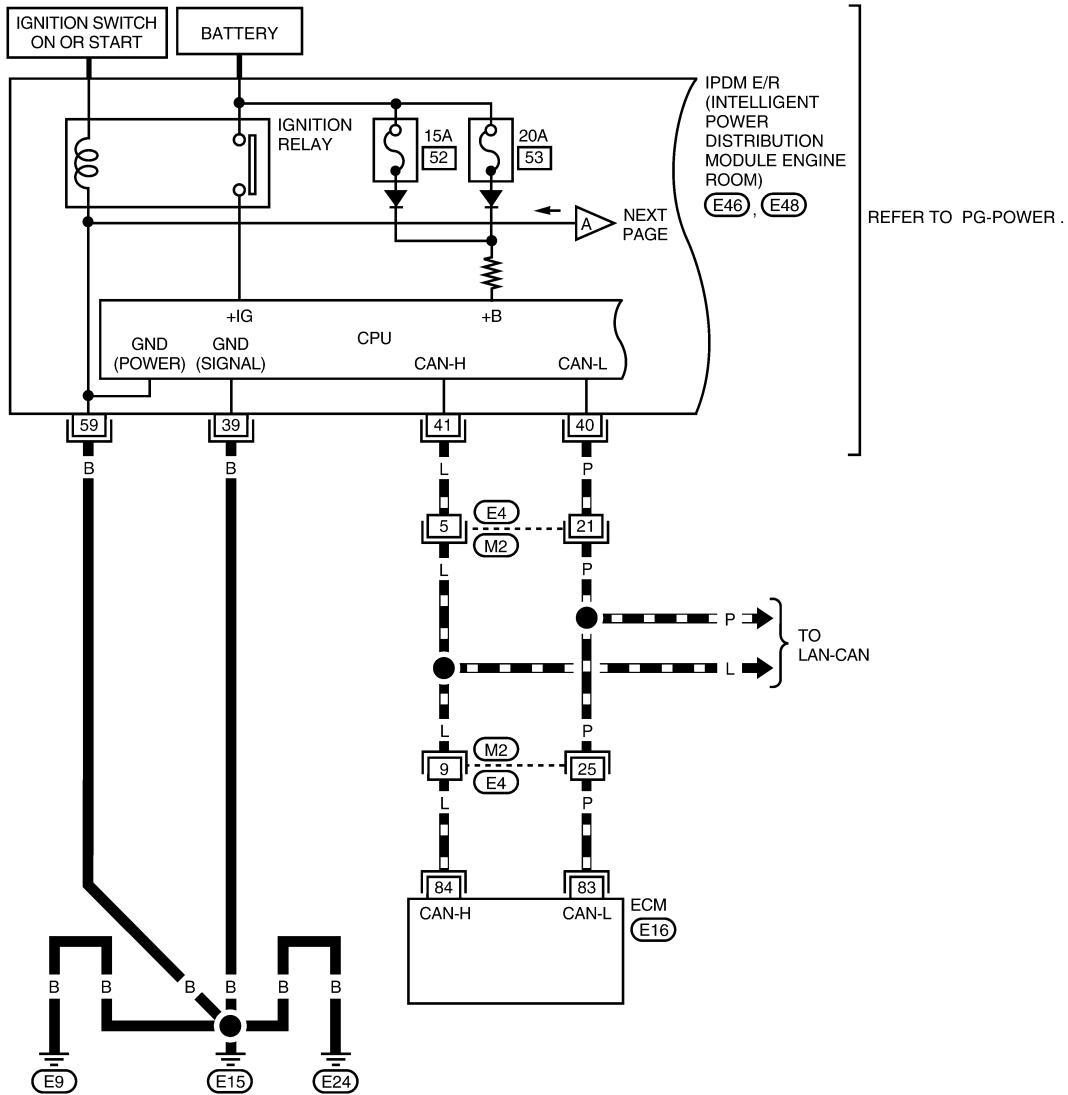 IGNITION SWITCH
ON OR START
BATTERY
IPDM E/R
(INTELLIGENT
POWER
DISTRIBUTION
MODULE ENGINE
ROOM)
E46 , E48
REFER TO PG-POWER .
IGNITION
RELAY
15A
52
20A
53
A
NEXT
PAGE
+IG
+B
CPU
GND
(POWER)
GND
(SIGNAL)
CAN-H
CAN-L
59
39
41
40
B
B
L
P
5
E4
M2
21
L
P
P
L
TO
LAN-CAN
L
P
9
M2
E4
25
L
P
84
83
CAN-H
CAN-L
ECM
E16
B
B
B
B
B
B
E9
E15
E24